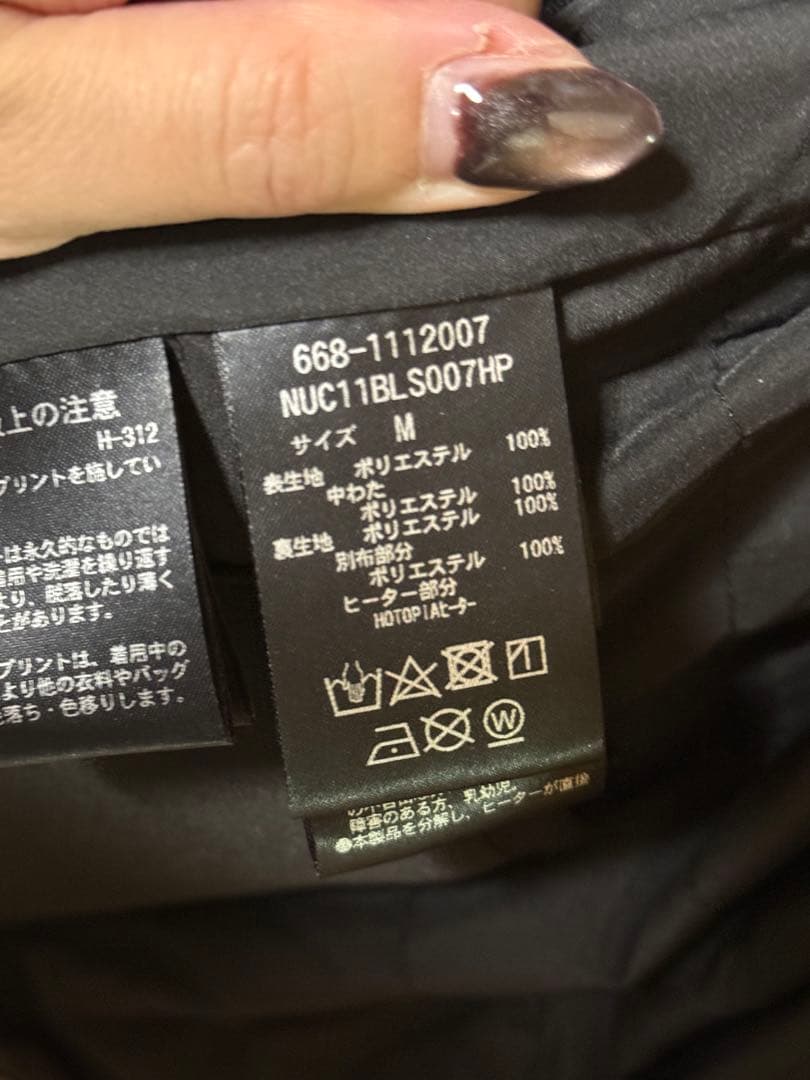 上の注意
H-312
プリントを施してい
は永久的なものでは
着用や洗濯を繰り返す
より、脱落したり薄く
とがあります。
プリントは、着用中の
より他の衣料やバッグ
落ち・色移りします。
668-1112007
NUC11BLS007HP
サイズ M
表生地 ポリエステル 100%
中わた
ポリエステル 100%
裏生地 ポリエステル 100%
別布部分
ポリエステル 100%
ヒーター部分
HOTOPIAヒーター
W
障害のある方、乳幼児。
本製品を分解し、ヒーターが直接